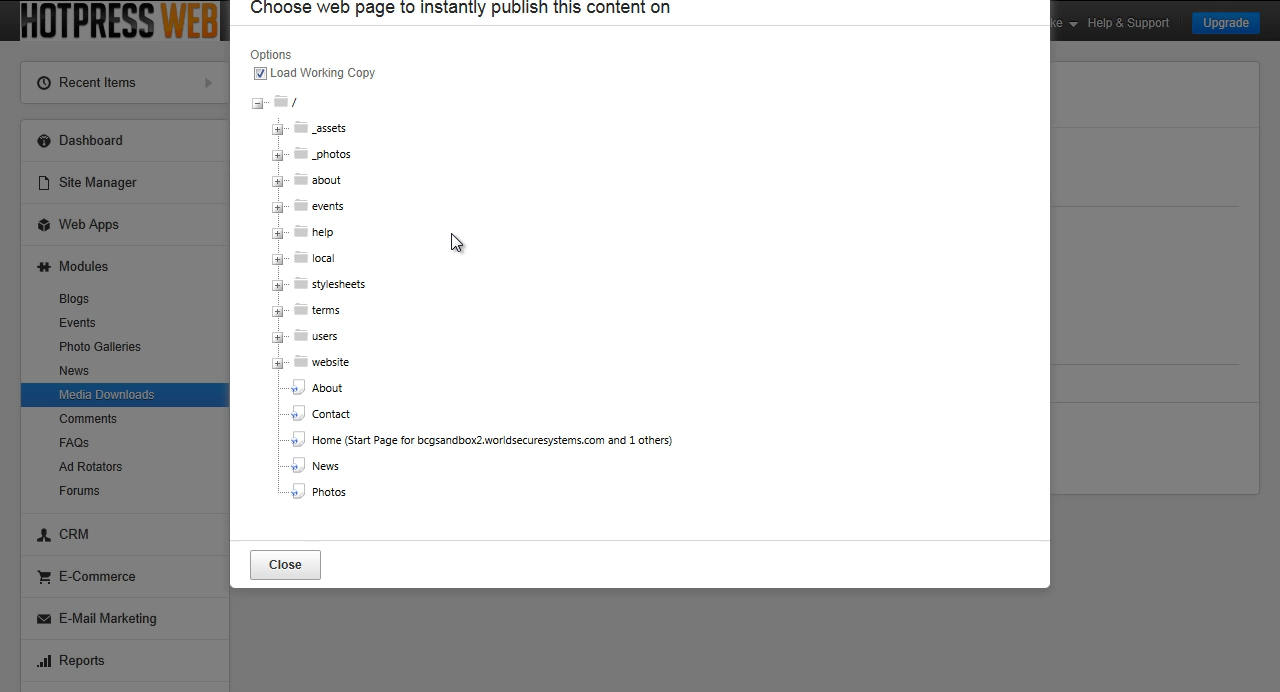 HOTPRESS WEB
Choose web page to instantly publish this content on
ke
Help & Support
Upgrade
Recent Items
Dashboard
Site Manager
Web Apps
Modules
Blogs
Events
Photo Galleries
News
Media Downloads
Comments
FAQs
Ad Rotators
Forums
CRM
E-Commerce
E-Mail Marketing
Reports
Options
Load Working Copy
/
_assets
_photos
about
events
help
local
stylesheets
terms
users
website
About
Contact
Home (Start Page for bcgsandbox2.worldsecuresystems.com and 1 others)
News
Photos
Close